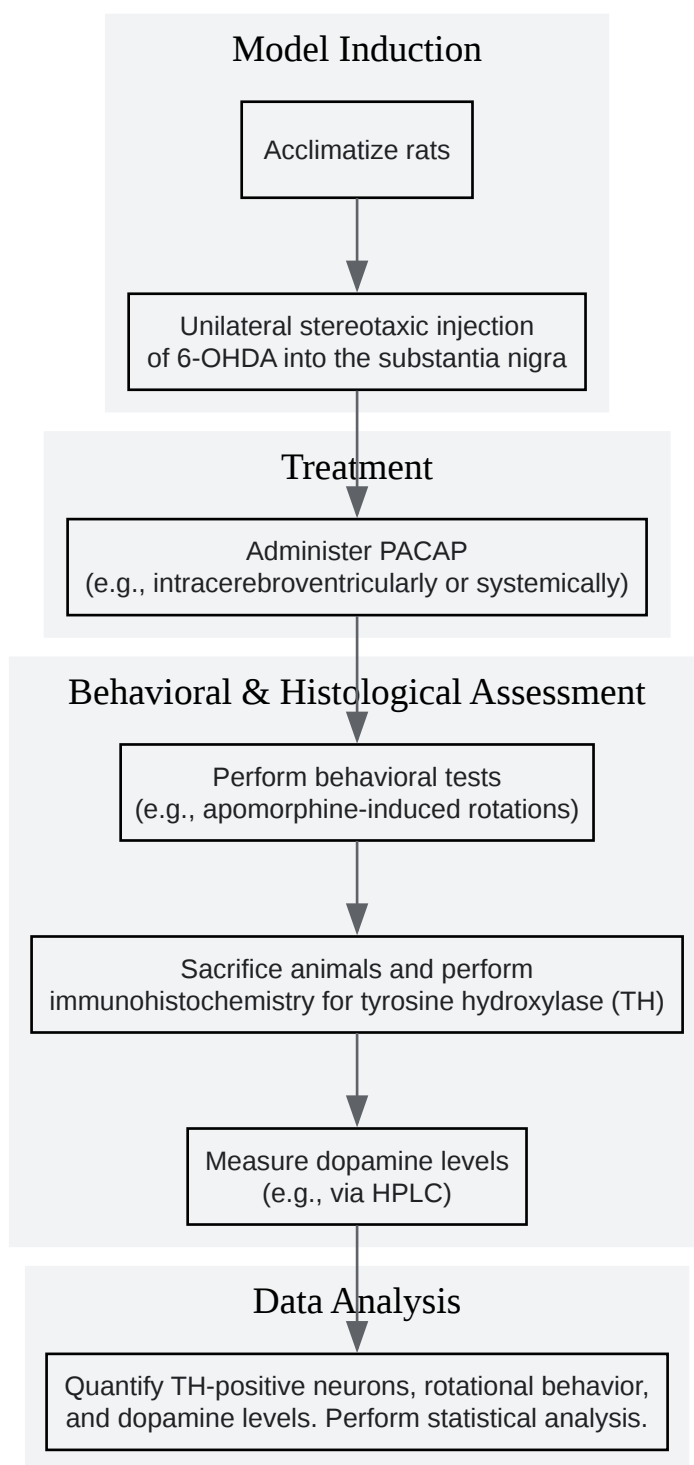 Model Induction
Acclimatize rats
Unilateral stereotaxic injection
of 6-OHDA into the substantia nigra
Treatment
Administer PACAP
(e.g., intracerebroventricularly or systemically)
Behavioral & Histological Assessment
Perform behavioral tests
(e.g., apomorphine-induced rotations)
Sacrifice animals and perform
immunohistochemistry for tyrosine hydroxylase (TH)
Measure dopamine levels
(e.g., via HPLC)
Data Analysis
Quantify TH-positive neurons, rotational behavior,
and dopamine levels. Perform statistical analysis.